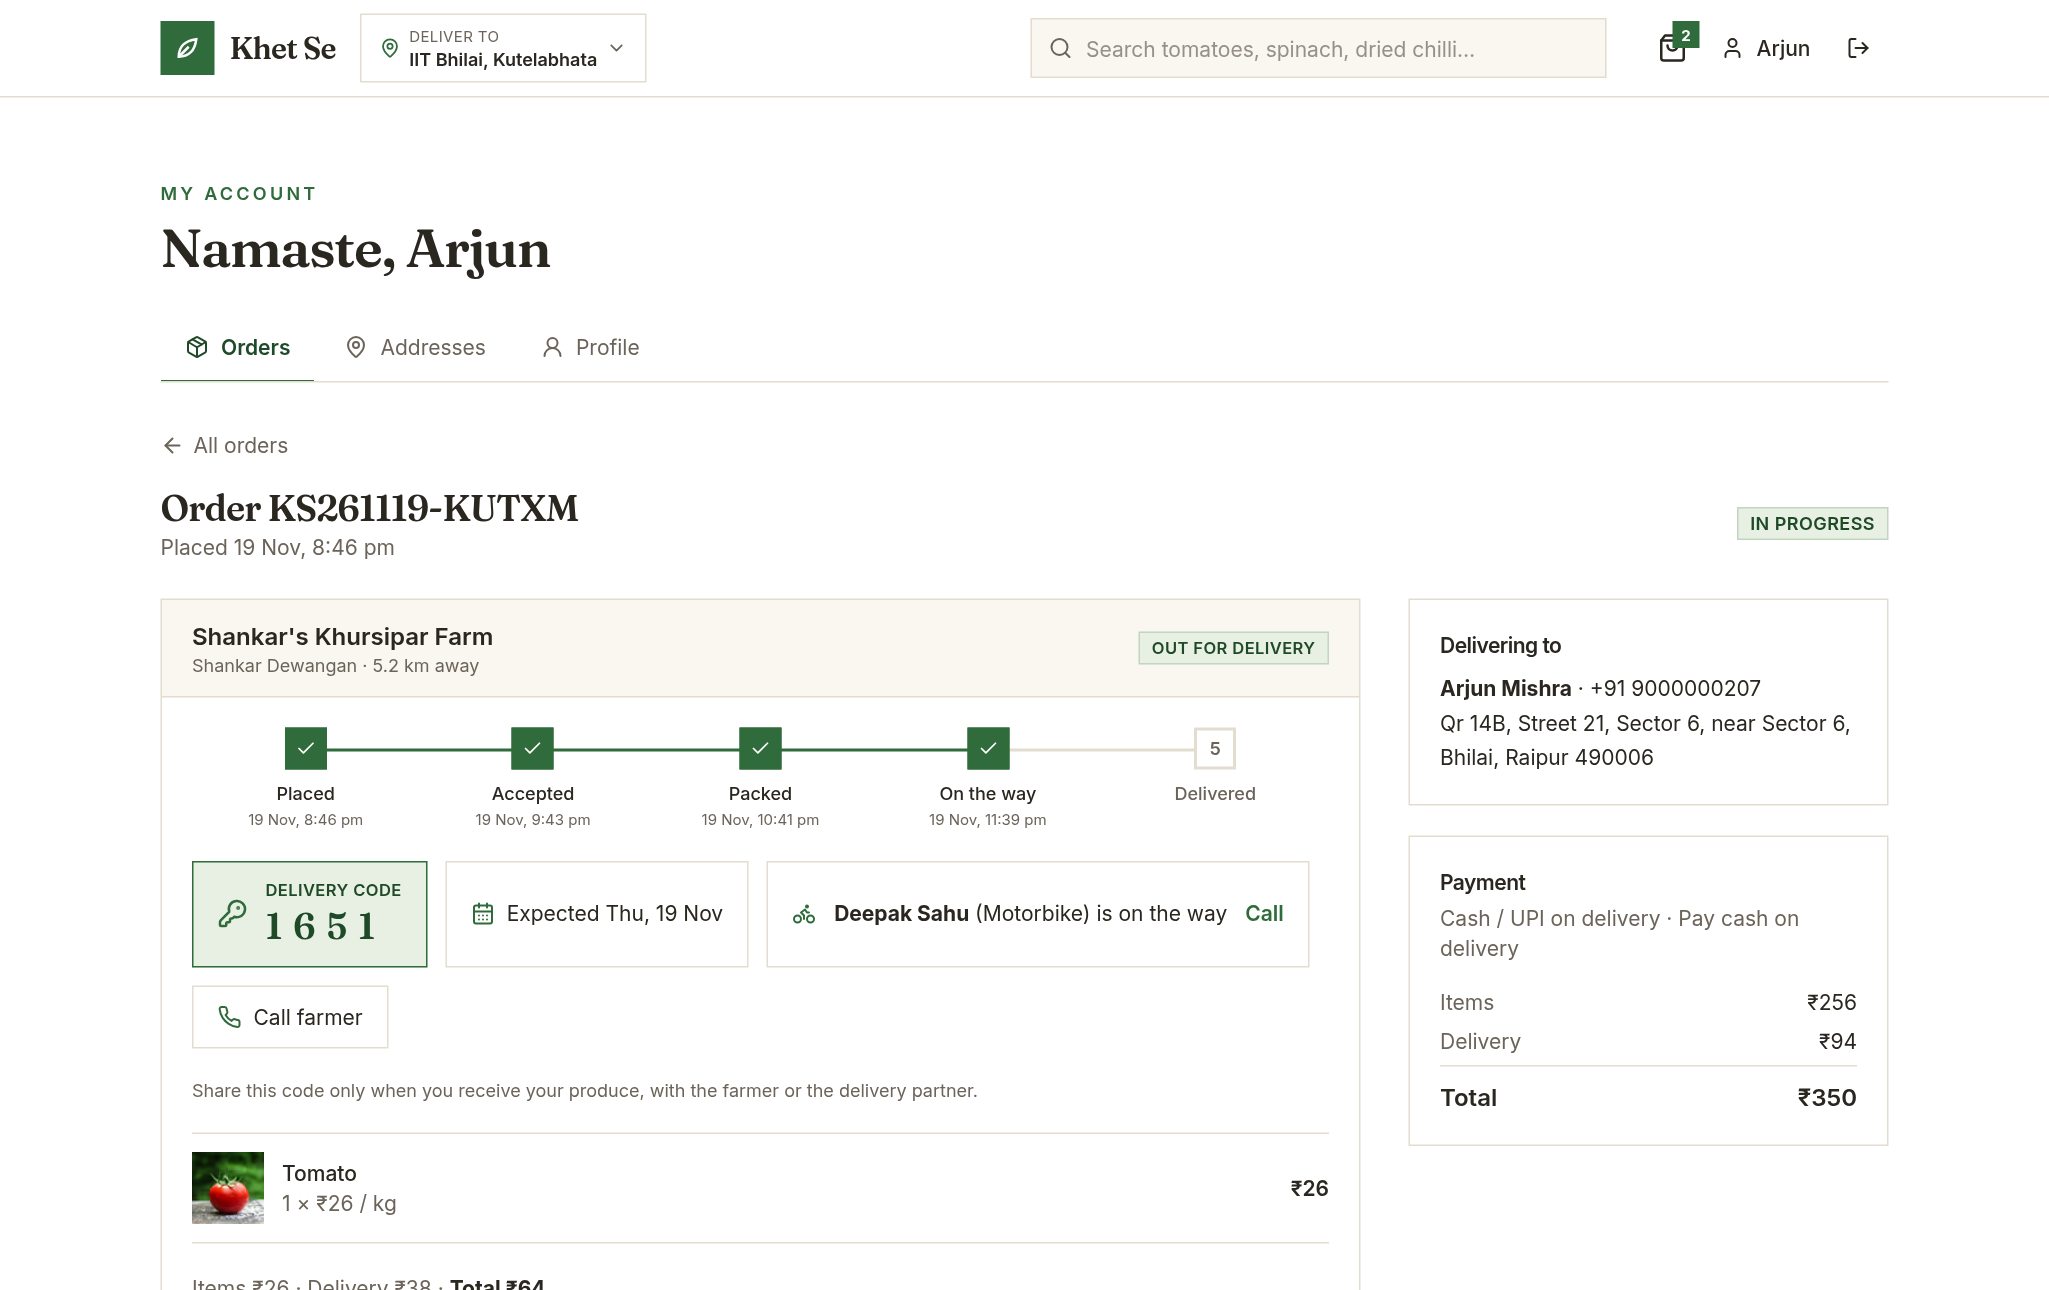 Khet Se
DELIVER TO
IIT Bhilai, Kutelabhata
Search tomatoes, spinach, dried chilli...
2
Arjun
MY ACCOUNT
Namaste, Arjun
Orders
Addresses
Profile
All orders
Order KS261119-KUTXM
Placed 19 Nov, 8:46 pm
IN PROGRESS
Shankar's Khursipar Farm
Shankar Dewangan · 5.2 km away
OUT FOR DELIVERY
5
Placed
Accepted
Packed
On the way
Delivered
19 Nov, 8:46 pm
19 Nov, 9:43 pm
19 Nov, 10:41 pm
19 Nov, 11:39 pm
DELIVERY CODE
1651
Expected Thu, 19 Nov
Deepak Sahu (Motorbike) is on the way
Call
Call farmer
Share this code only when you receive your produce, with the farmer or the delivery partner.
Tomato
1 × ₹26 / kg
₹26
Items ₹26 · Delivery ₹38 · Total ₹64
Delivering to
Arjun Mishra · +91 9000000207
Qr 14B, Street 21, Sector 6, near Sector 6,
Bhilai, Raipur 490006
Payment
Cash / UPI on delivery · Pay cash on
delivery
Items ₹256
Delivery ₹94
Total ₹350